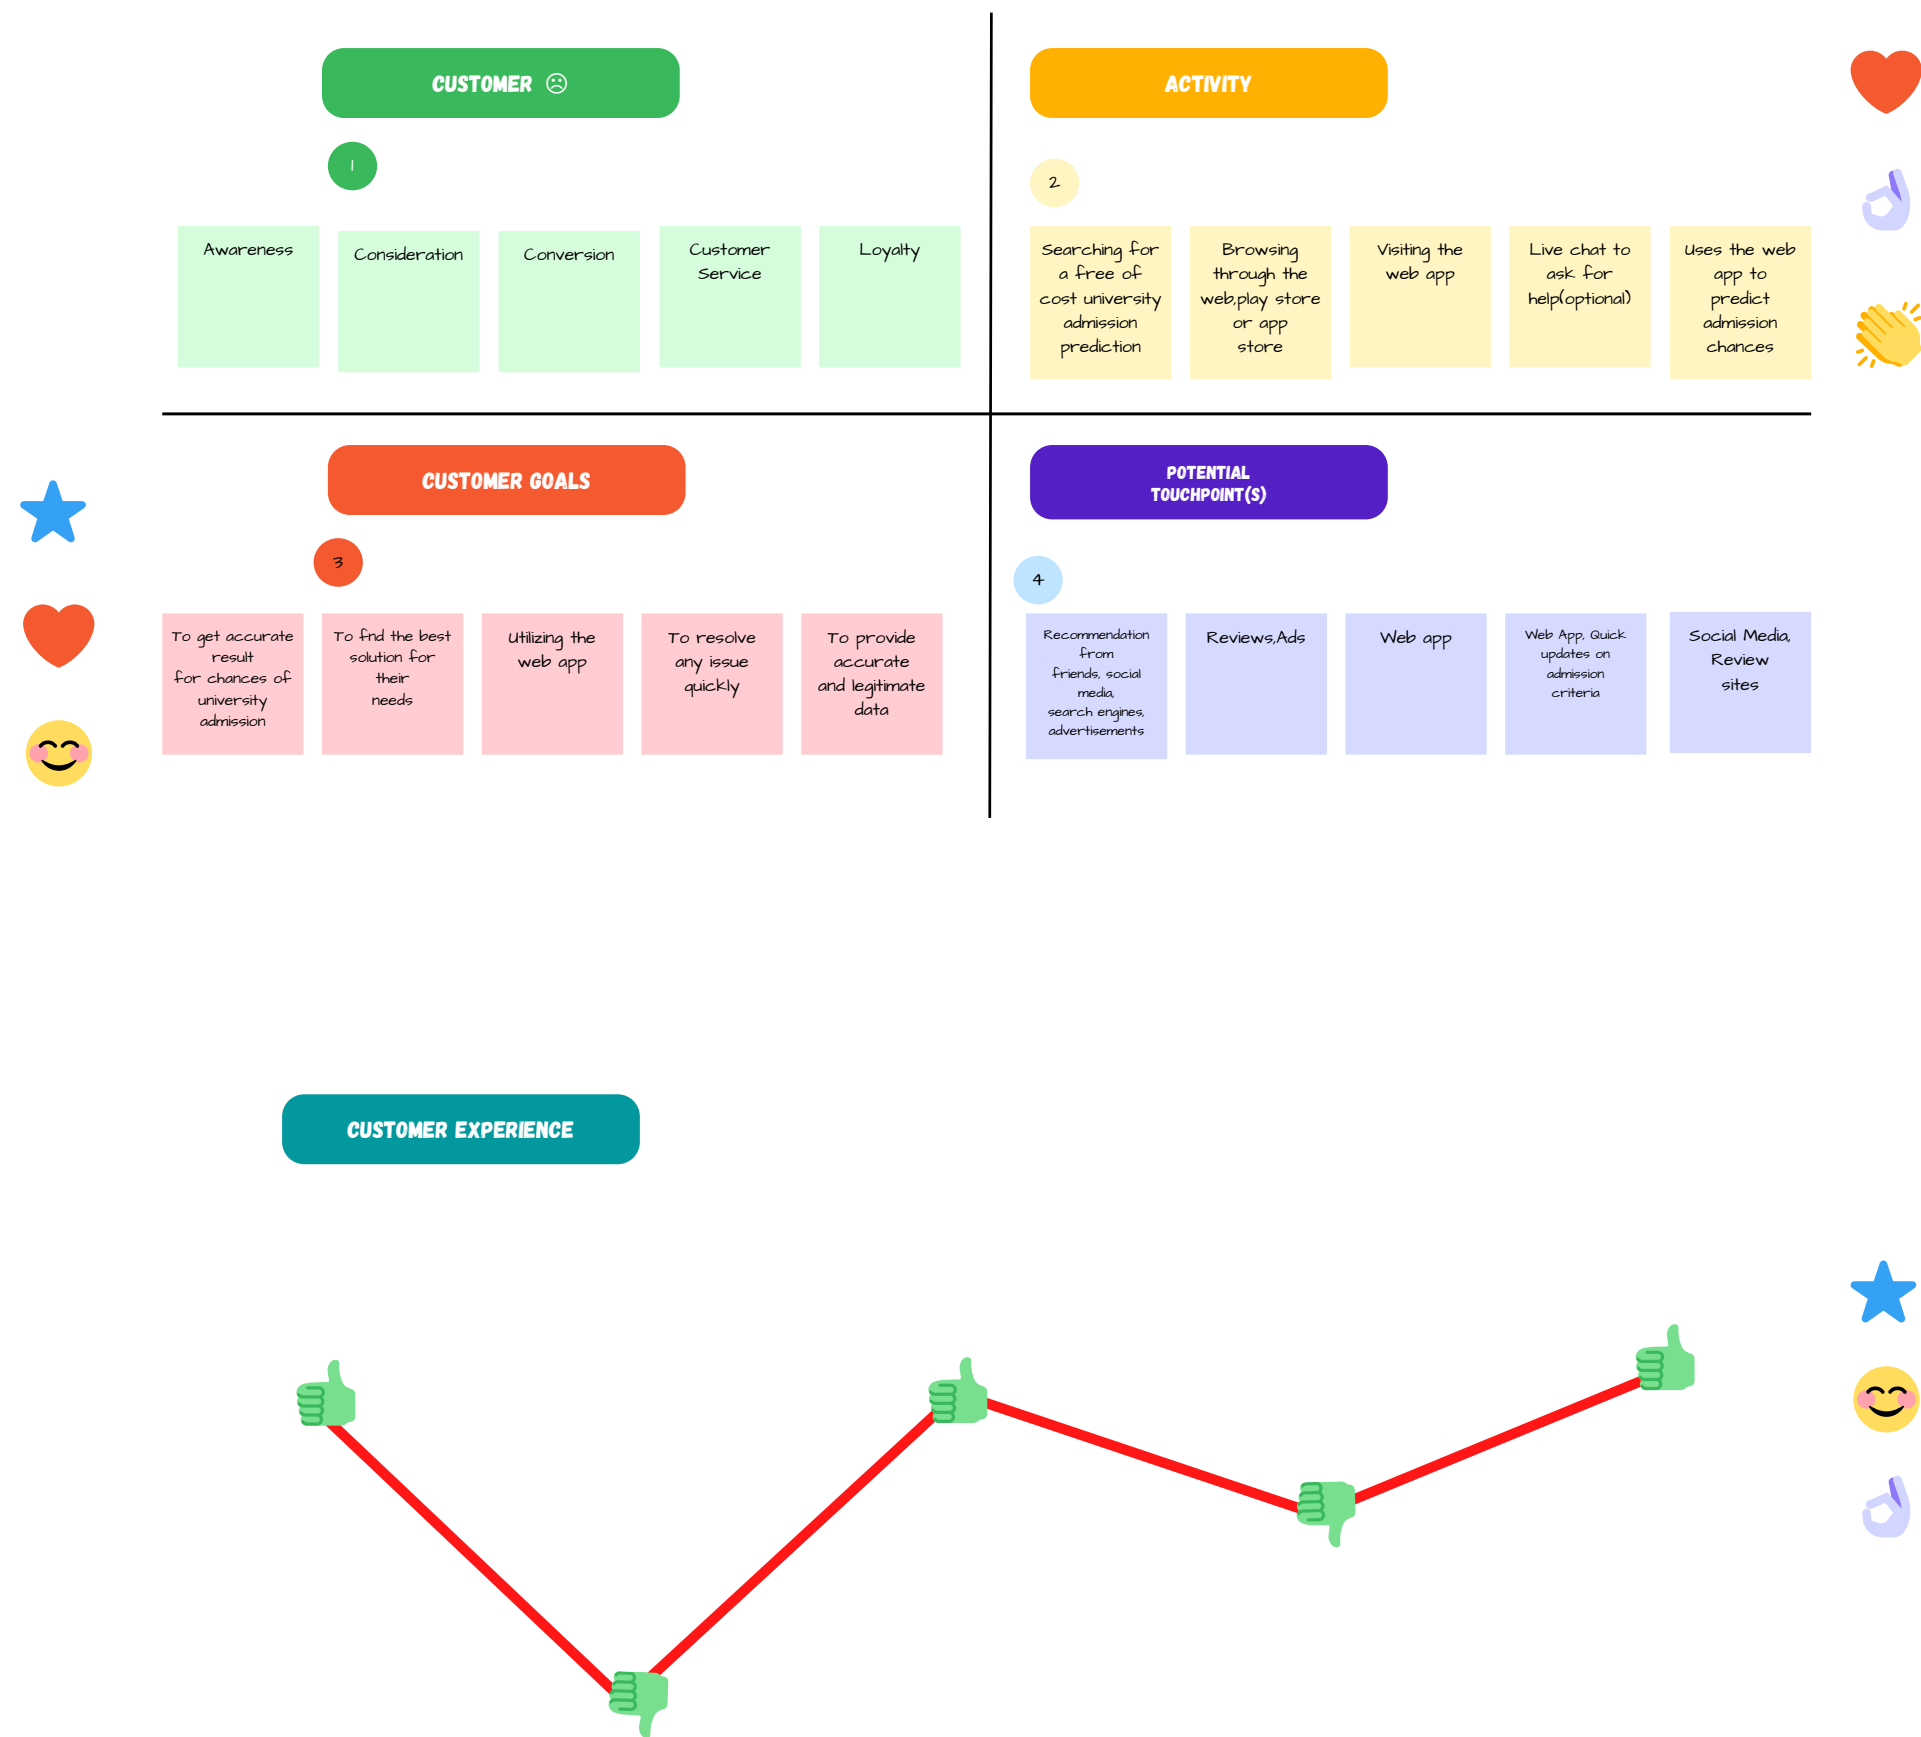 CUSTOMER ☹
1
Awareness
Consideration
Conversion
Customer
Service
Loyalty
ACTIVITY
2
Searching for
a free of
cost university
admission
prediction
Browsing
through the
web,play store
or app
store
Visiting the
web app
Live chat to
ask for
help(optional)
Uses the web
app to
predict
admission
chances
CUSTOMER GOALS
3
To get accurate
result
for chances of
university
admission
To fnd the best
solution for
their
needs
Utilizing the
web app
To resolve
any issue
quickly
To provide
accurate
and legitimate
data
POTENTIAL
TOUCHPOINT(S)
4
Recommendation
from
friends, social
media,
search engines,
advertisements
Reviews,Ads
Web app
Web App, Quick
updates on
admission
criteria
Social Media,
Review
sites
CUSTOMER EXPERIENCE